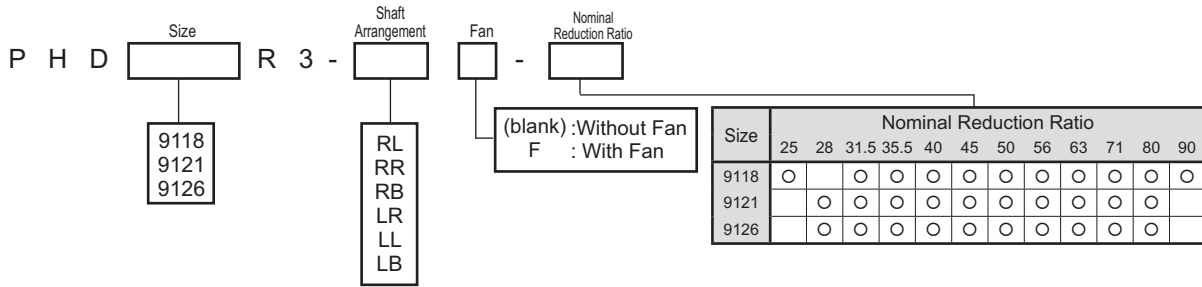 Size
Shaft
Arrangement
Fan
Nominal
Reduction Ratio
P H D R 3 - -
9118
9121
9126
RL
RR
RB
LR
LL
LB
(blank) :Without Fan
F : With Fan
Size Nominal Reduction Ratio
25 28 31.5 35.5 40 45 50 56 63 71 80 90
9118 O O O O O O O O O O O
9121 O O O O O O O O O O
9126 O O O O O O O O O O